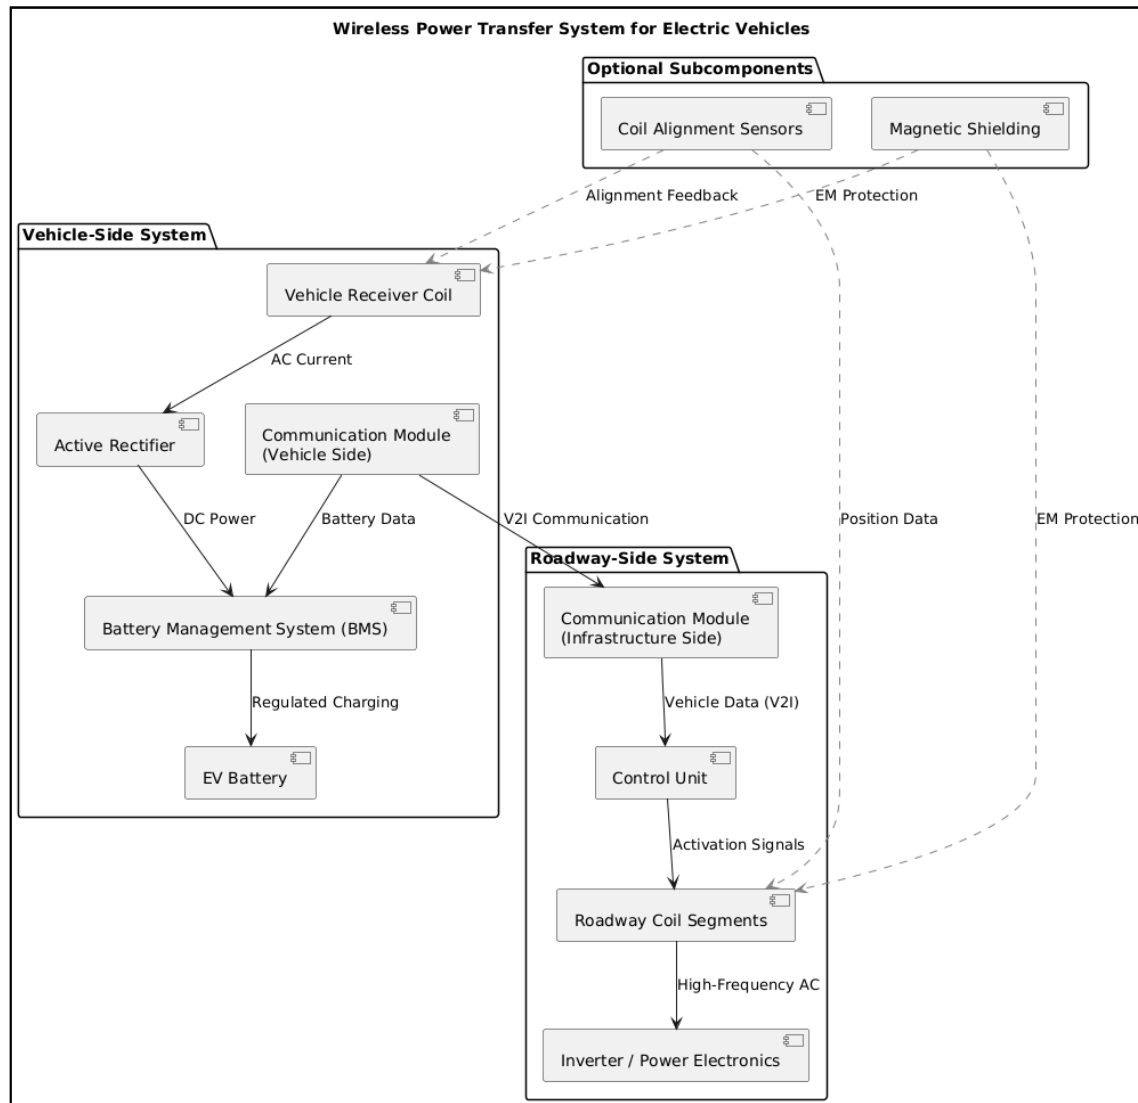 Wireless Power Transfer System for Electric Vehicles
Optional Subcomponents
Coil Alignment Sensors
Magnetic Shielding
Alignment Feedback
EM Protection
Vehicle-Side System
Vehicle Receiver Coil
AC Current
Active Rectifier
Communication Module
(Vehicle Side)
DC Power
Battery Data
V2I Communication
Position Data
EM Protection
Roadway-Side System
Battery Management System (BMS)
Communication Module
(Infrastructure Side)
Regulated Charging
Vehicle Data (V2I)
EV Battery
Control Unit
Activation Signals
Roadway Coil Segments
High-Frequency AC
Inverter / Power Electronics